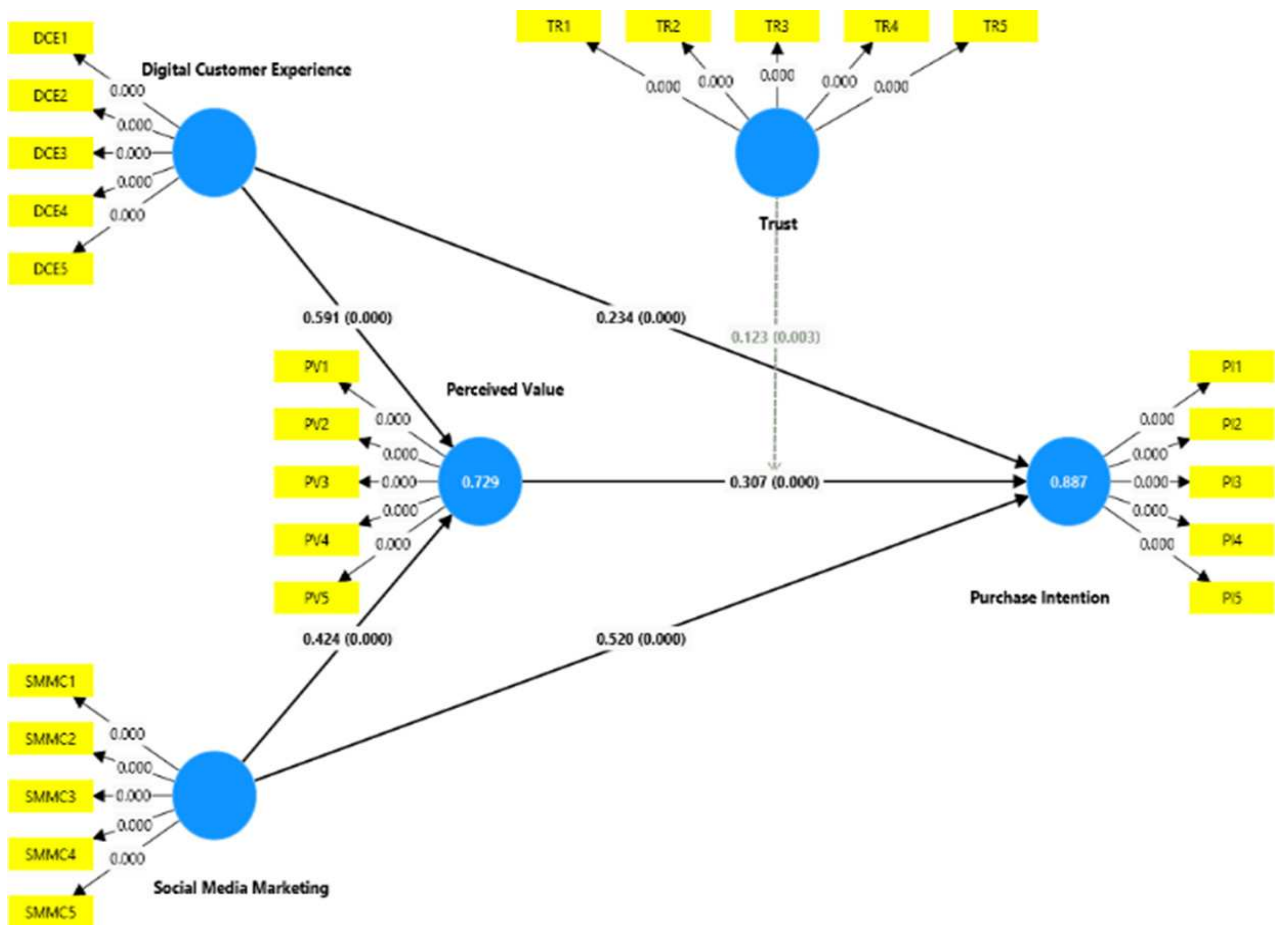 DCE1
DCE2
DCE3
DCE4
DCE5
Digital Customer Experience
0.000
0.000
0.000
0.000
0.000
TR1
TR2
TR3
TR4
TR5
0.000
0.000
0.000
0.000
0.000
Trust
0.591 (0.000)
0.234 (0.000)
0.123 (0.003)
PV1
PV2
PV3
PV4
PV5
0.000
0.000
0.000
0.000
0.000
Perceived Value
0.729
0.307 (0.000)
0.887
Purchase Intention
0.000
0.000
0.000
0.000
0.000
PI1
PI2
PI3
PI4
PI5
0.424 (0.000)
0.520 (0.000)
SMMC1
SMMC2
SMMC3
SMMC4
SMMC5
0.000
0.000
0.000
0.000
0.000
Social Media Marketing